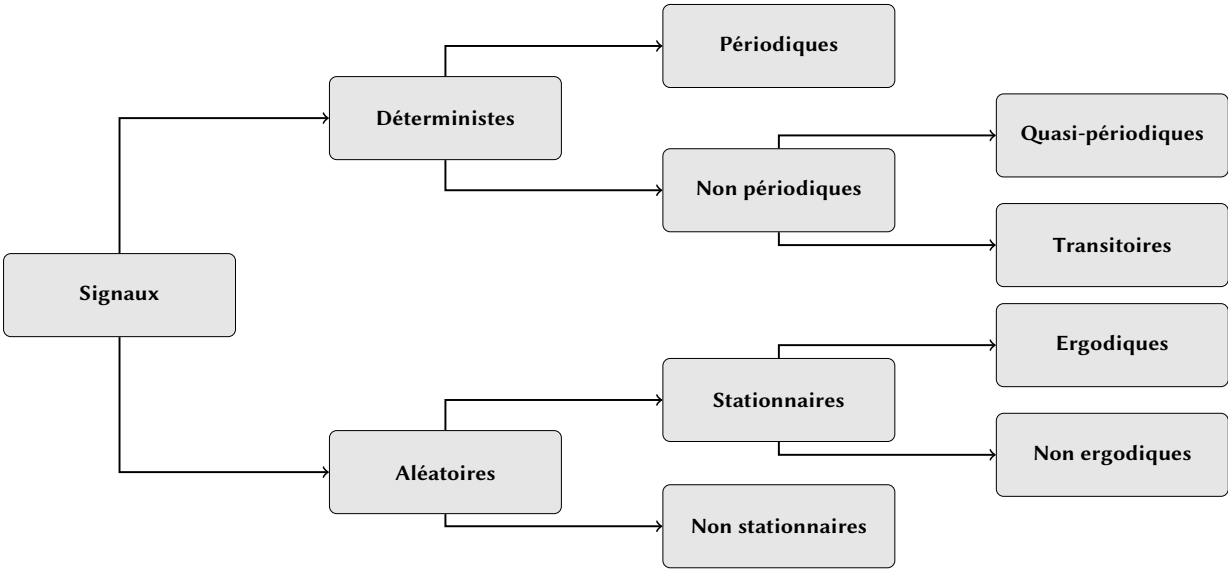 Périodiques
Déterministes
Quasi-périodiques
Non périodiques
Transitoires
Signaux
Ergodiques
Stationnaires
Non ergodiques
Aléatoires
Non stationnaires